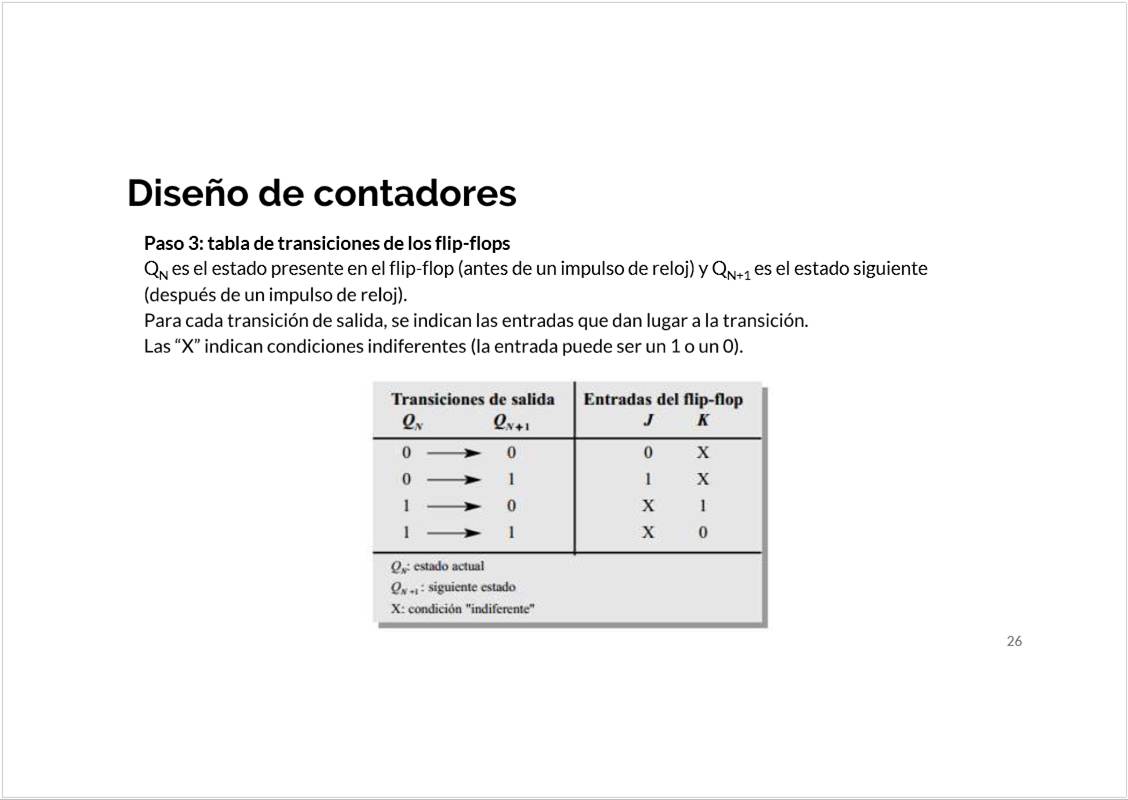 Diseño de contadores
Paso 3: tabla de transiciones de los flip-flops
Q_N es el estado presente en el flip-flop (antes de un impulso de reloj) y Q_N+1 es el estado siguiente
(después de un impulso de reloj).
Para cada transición de salida, se indican las entradas que dan lugar a la transición.
Las “X” indican condiciones indiferentes (la entrada puede ser un 1 o un 0).
Transiciones de salida Entradas del flip-flop
Q_N Q_N+1 J K
0 → 0 0 X
0 → 1 1 X
1 → 0 X 1
1 → 1 X 0
Q_N: estado actual
Q_N+1: siguiente estado
X: condición "indiferente"
26